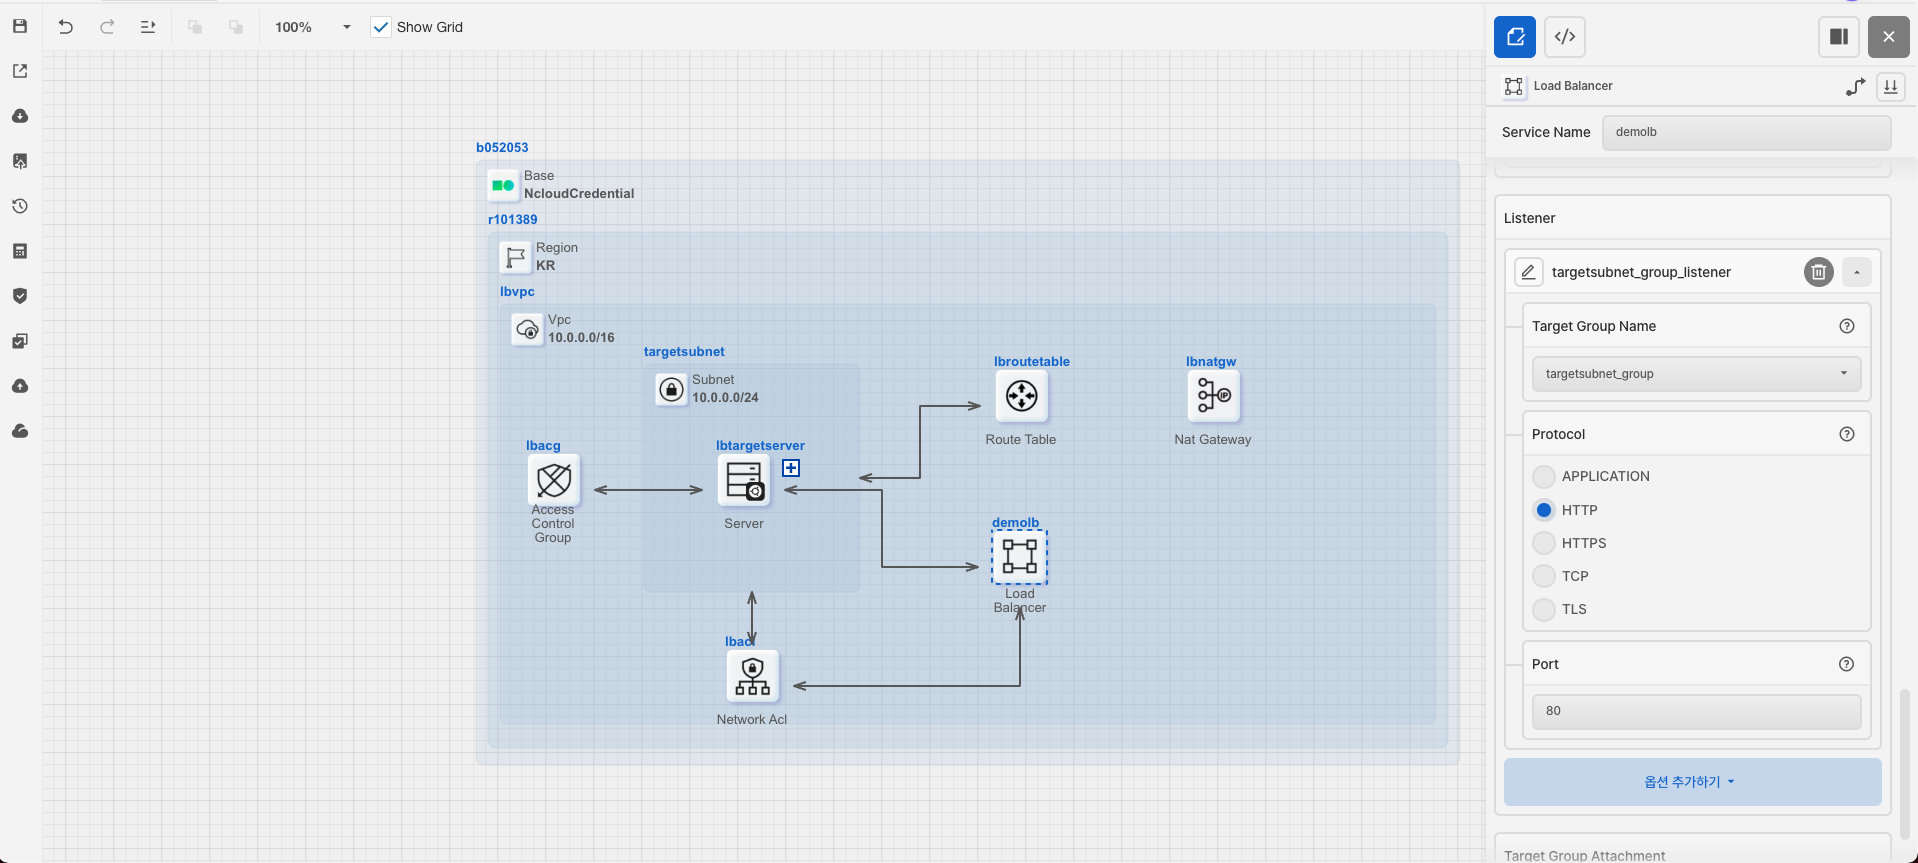 100%
Show Grid
b052053
Base
NcloudCredential
r101389
Region
KR
lbvpc
Vpc
10.0.0.0/16
targetsubnet
Subnet
10.0.0.0/24
lbroutetable
Route Table
lbnatgw
IP
Nat Gateway
lbacg
Access
Control
Group
lbtargetserver
Server
demolb
Load
Balancer
lbacl
Network Acl
</>
Load Balancer
Service Name
demolb
Listener
targetsubnet_group_listener
Target Group Name
targetsubnet_group
Protocol
APPLICATION
HTTP
HTTPS
TCP
TLS
Port
80
옵션 추가하기
Target Group Attachment